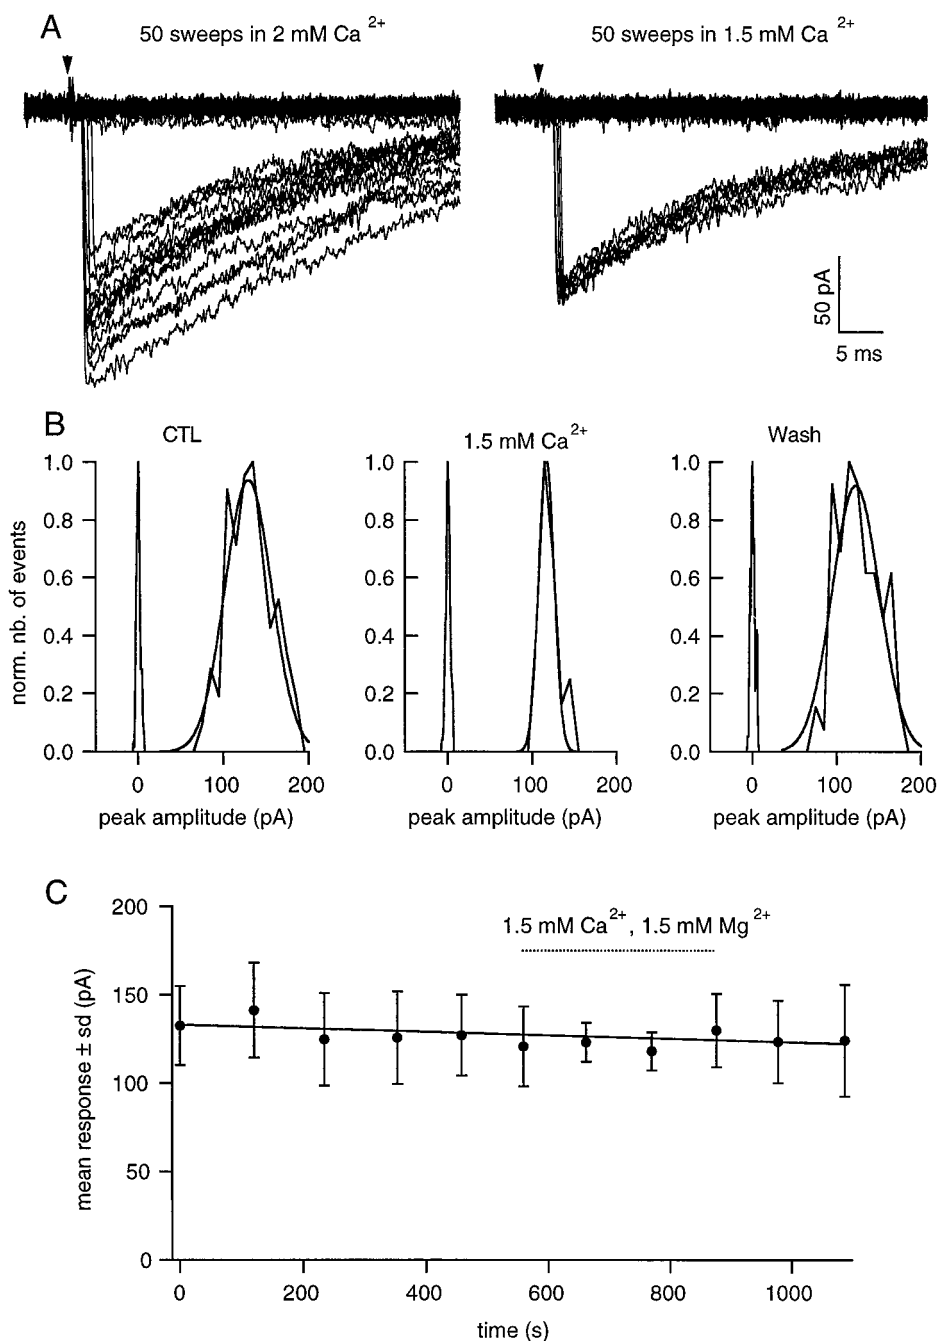 A
50 sweeps in 2 mM Ca 2+
50 sweeps in 1.5 mM Ca 2+
50 pA
5 ms
B
CTL
1.5 mM Ca 2+
Wash
norm. nb. of events
1.0
0.8
0.6
0.4
0.2
0.0
0 100 200
peak amplitude (pA)
1.0
0.8
0.6
0.4
0.2
0.0
0 100 200
peak amplitude (pA)
1.0
0.8
0.6
0.4
0.2
0.0
0 100 200
peak amplitude (pA)
C
1.5 mM Ca 2+, 1.5 mM Mg 2+
mean response ± sd (pA)
200
150
100
50
0
0 200 400 600 800 1000
time (s)